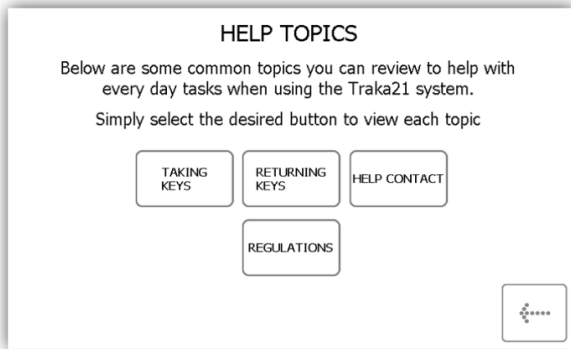 HELP TOPICS
Below are some common topics you can review to help with
every day tasks when using the Traka21 system.
Simply select the desired button to view each topic
TAKING
KEYS
RETURNING
KEYS
HELP CONTACT
REGULATIONS